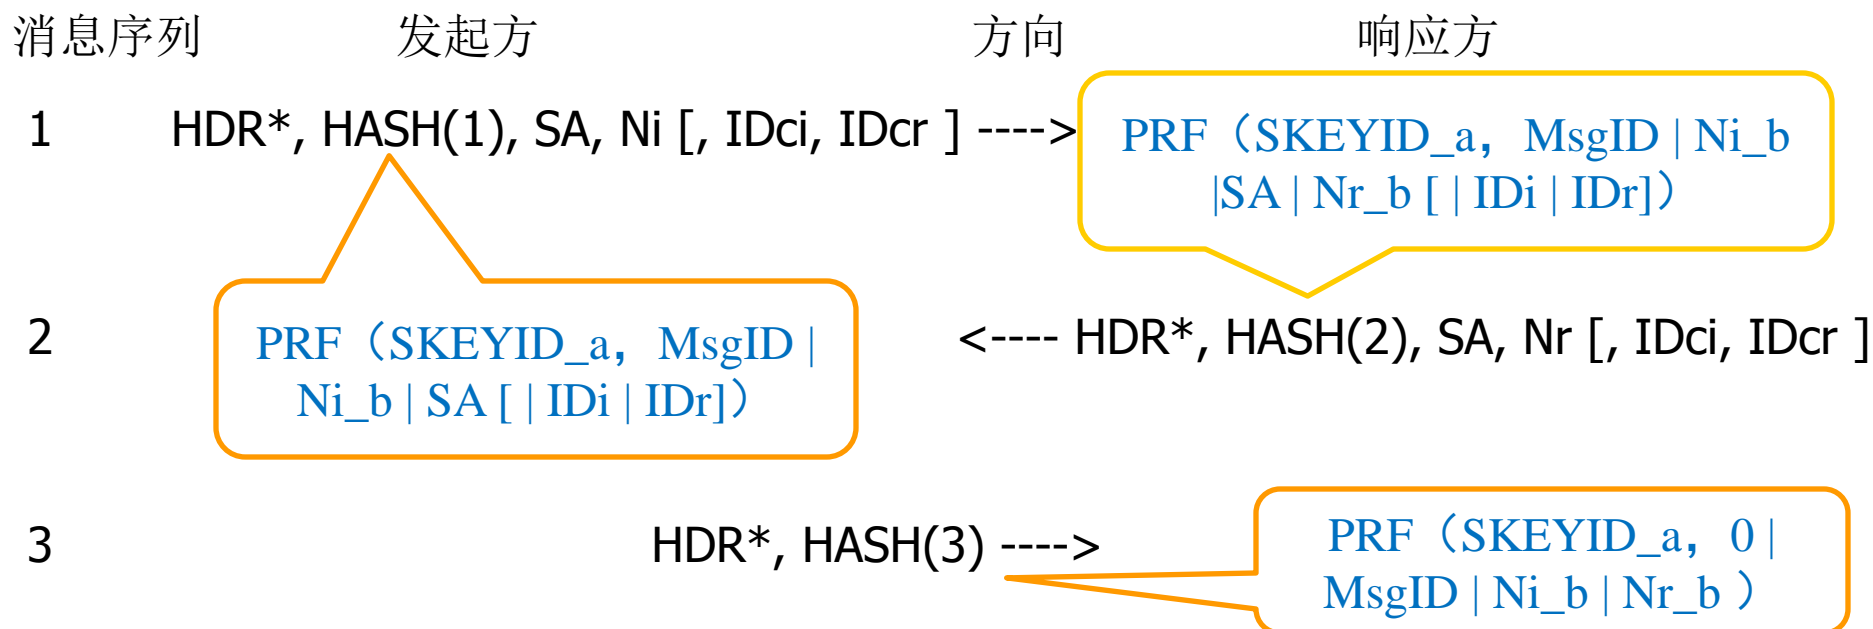 消息序列 发起方 方向 响应方
1 HDR*, HASH(1), SA, Ni [, IDci, IDcr ] ---->
PRF（SKEYID_a，MsgID | Ni_b
|SA | Nr_b [ | IDi | IDr]）
2 <---- HDR*, HASH(2), SA, Nr [, IDci, IDcr ]
PRF（SKEYID_a，MsgID |
Ni_b | SA [ | IDi | IDr]）
3 HDR*, HASH(3) ---->
PRF（SKEYID_a，0 |
MsgID | Ni_b | Nr_b ）